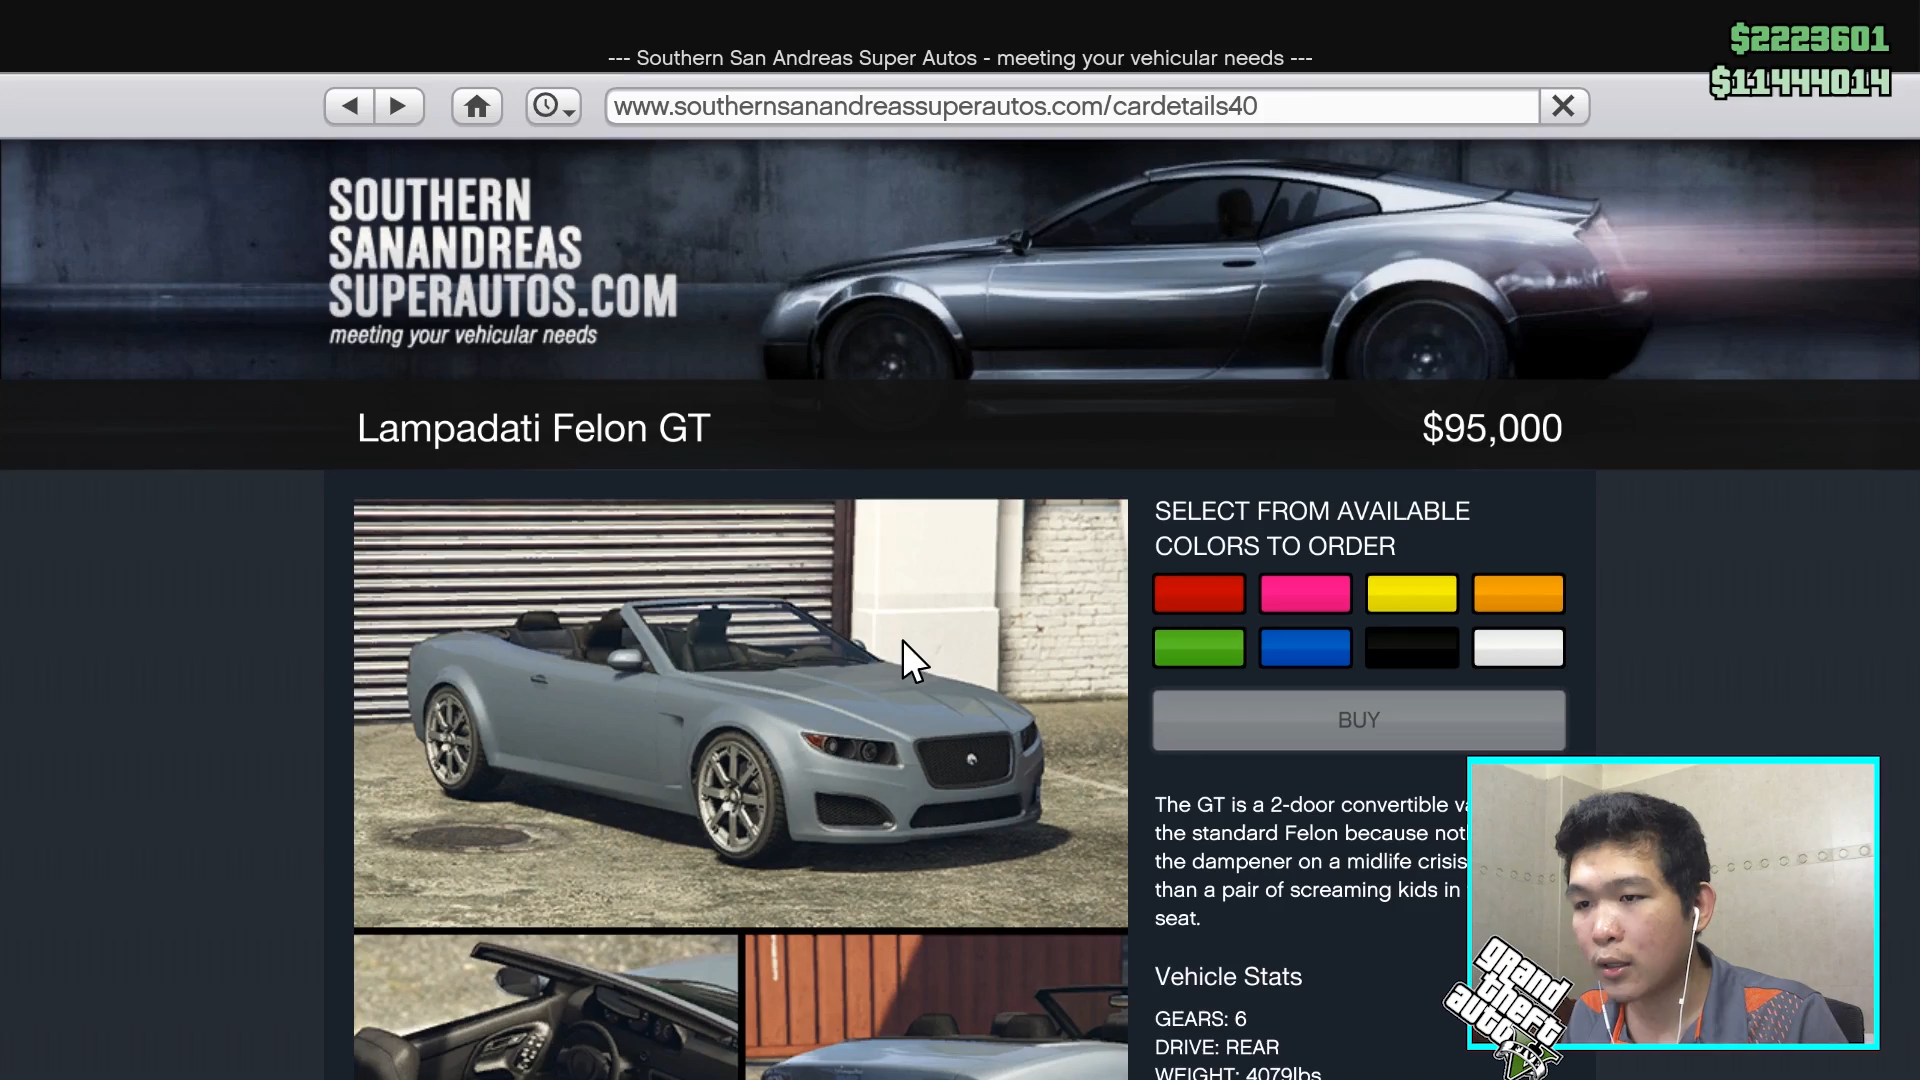 --- Southern San Andreas Super Autos - meeting your vehicular needs ---
$2223601
$11444014
www.southernsanandreassuperautos.com/cardetails40
SOUTHERN
SANANDREAS
SUPERAUTOS.COM
meeting your vehicular needs
Lampadati Felon GT
$95,000
SELECT FROM AVAILABLE
COLORS TO ORDER
BUY
The GT is a 2-door convertible
the standard Felon because
the dampener on a midlife crisis
than a pair of screaming kids in
seat.
Vehicle Stats
GEARS: 6
DRIVE: REAR
WEIGHT: 4079lbs
grand
theft
auto
V